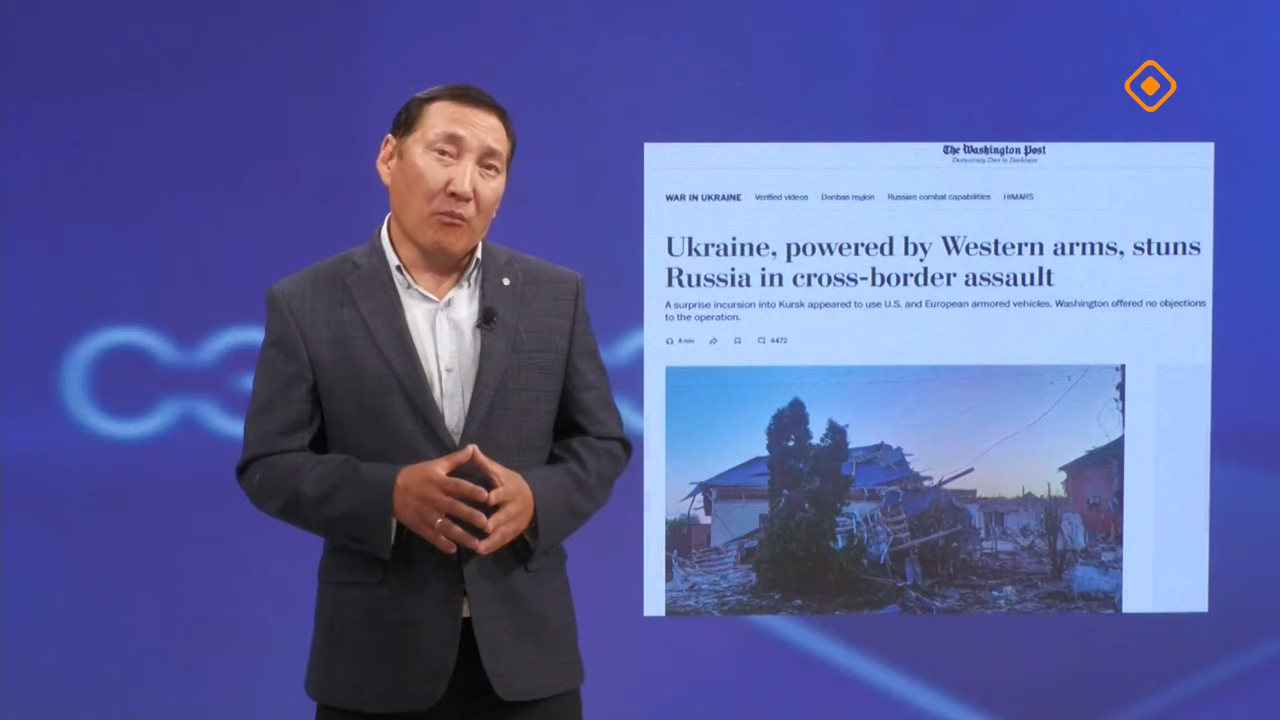 The Washington Post
Democracy Dies in Darkness
WAR IN UKRAINE Verified videos Donbas region Russian combat capabilities HIMARS
Ukraine, powered by Western arms, stuns
Russia in cross-border assault
A surprise incursion into Kursk appeared to use U.S. and European armored vehicles. Washington offered no objections
to the operation.
8 min 4472